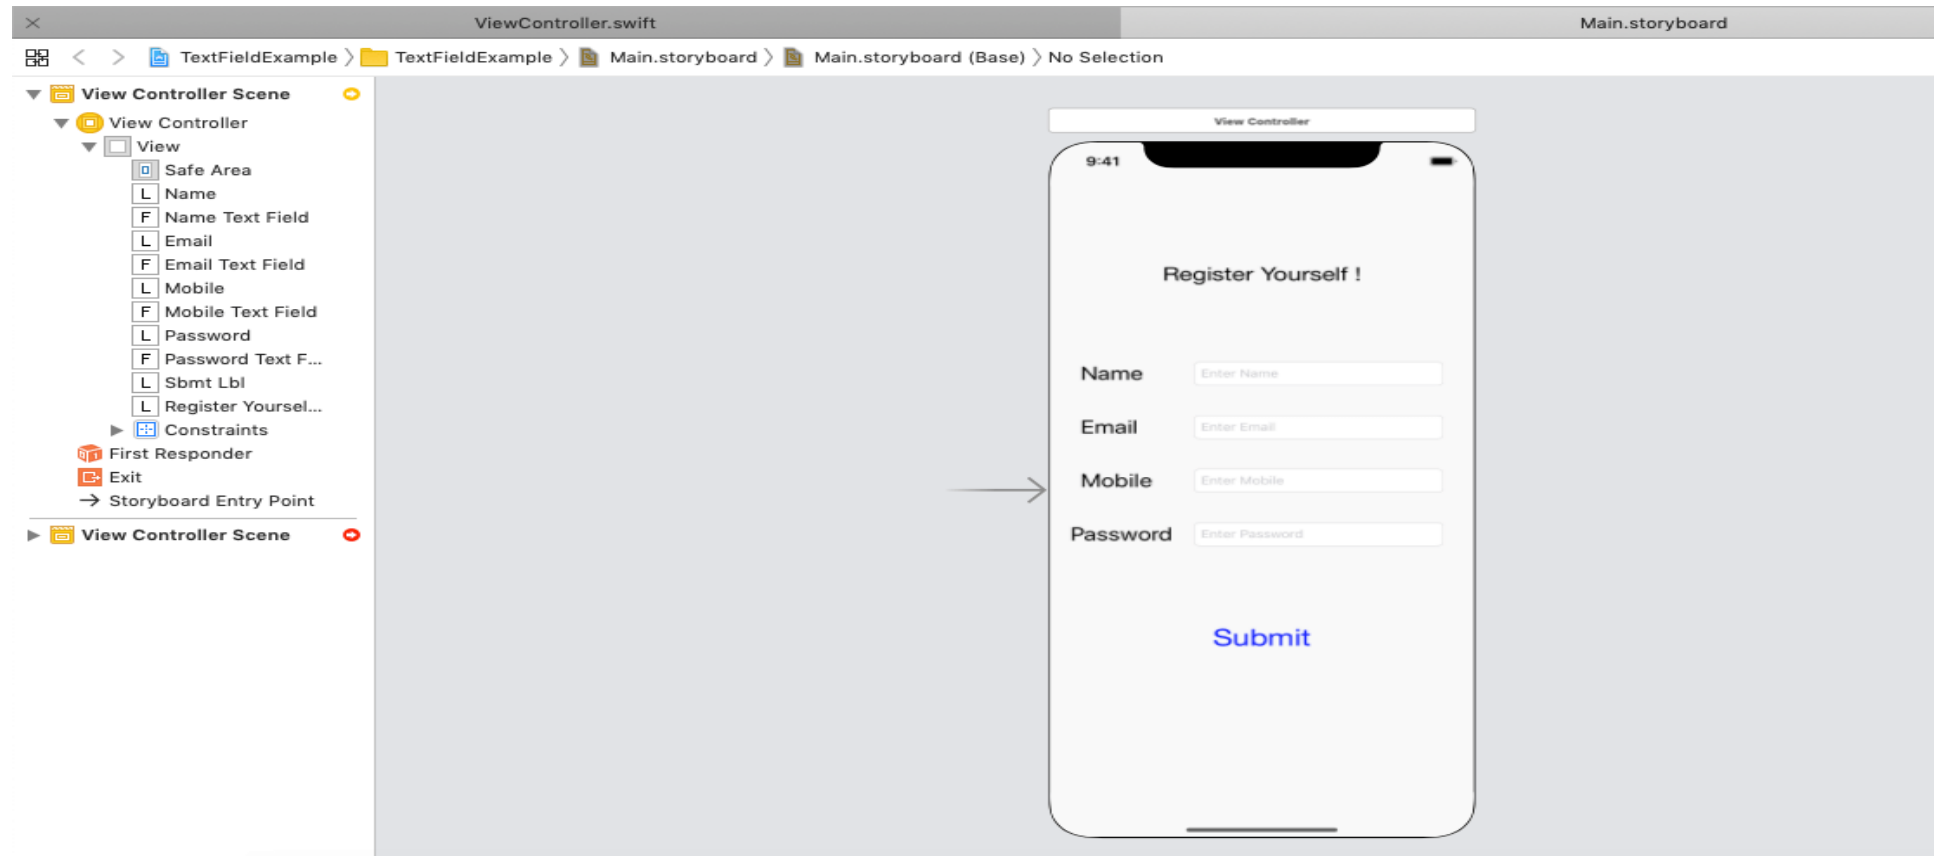 ViewController.swift
Main.storyboard
TextFieldExample TextFieldExample Main.storyboard Main.storyboard (Base) No Selection
View Controller Scene
View Controller
View
Safe Area
L Name
F Name Text Field
L Email
F Email Text Field
L Mobile
F Mobile Text Field
L Password
F Password Text F...
L Sbmt Lbl
L Register Yoursel...
Constraints
First Responder
Exit
Storyboard Entry Point
View Controller Scene
View Controller
9:41
Register Yourself !
Name Enter Name
Email Enter Email
Mobile Enter Mobile
Password Enter Password
Submit